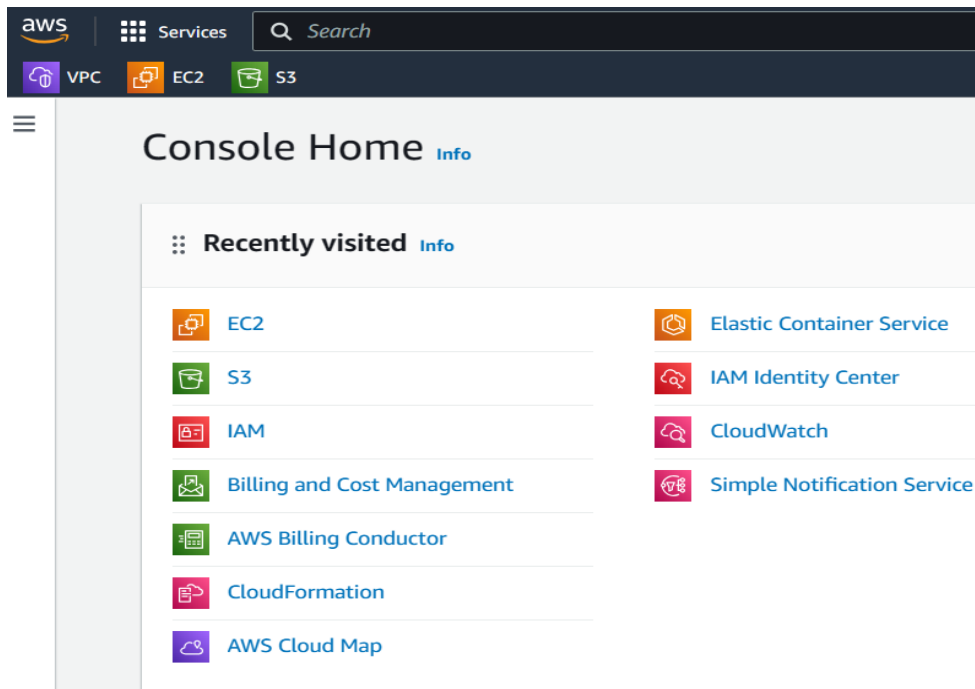 aws Services Search
VPC EC2 S3
Console Home Info
Recently visited Info
EC2
S3
IAM
Billing and Cost Management
AWS Billing Conductor
CloudFormation
AWS Cloud Map
Elastic Container Service
IAM Identity Center
CloudWatch
Simple Notification Service